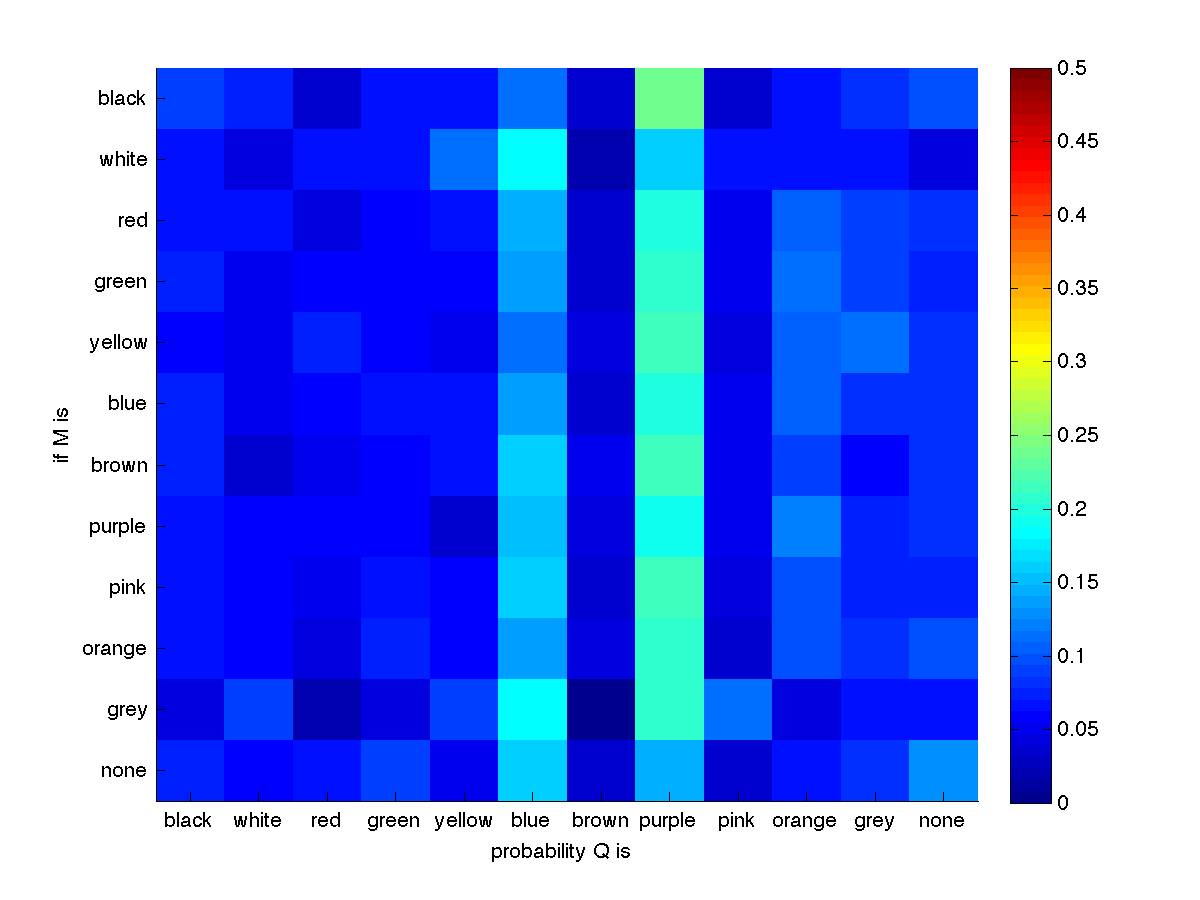 0.5
black
0.45
white
0.4
red
0.35
green
0.3
yellow
0.25
blue
if M is
0.2
brown
0.15
purple
0.1
pink
0.05
orange
0
grey
none
black white red green yellow blue brown purple pink orange grey none
probability Q is